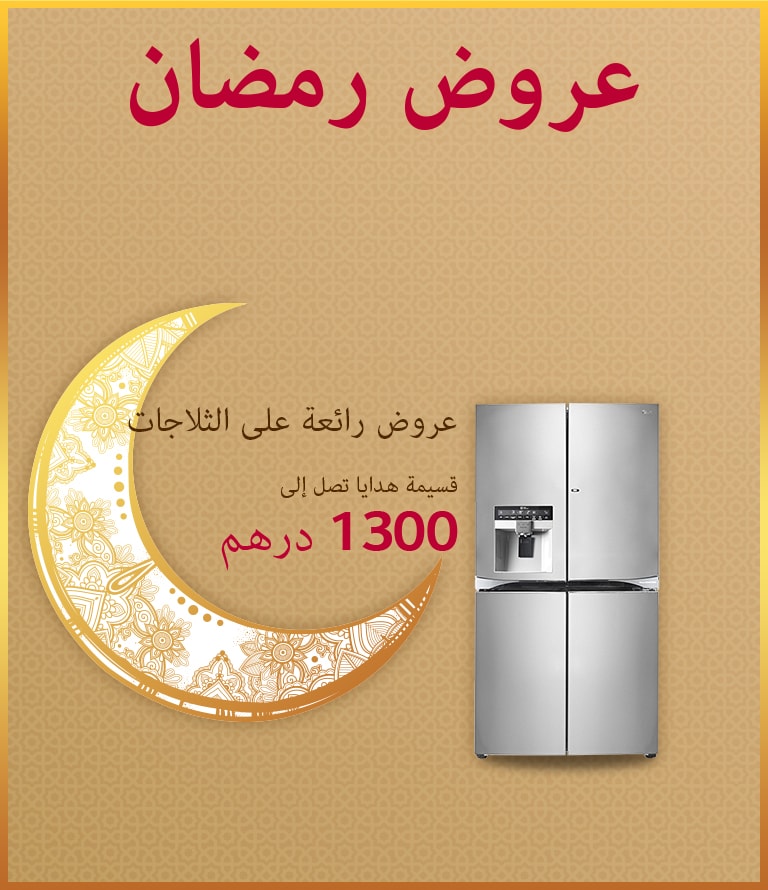 عروض رمضان
عروض رائعة على الثلاجات
قسيمة هدايا تصل إلى
1300 درهم